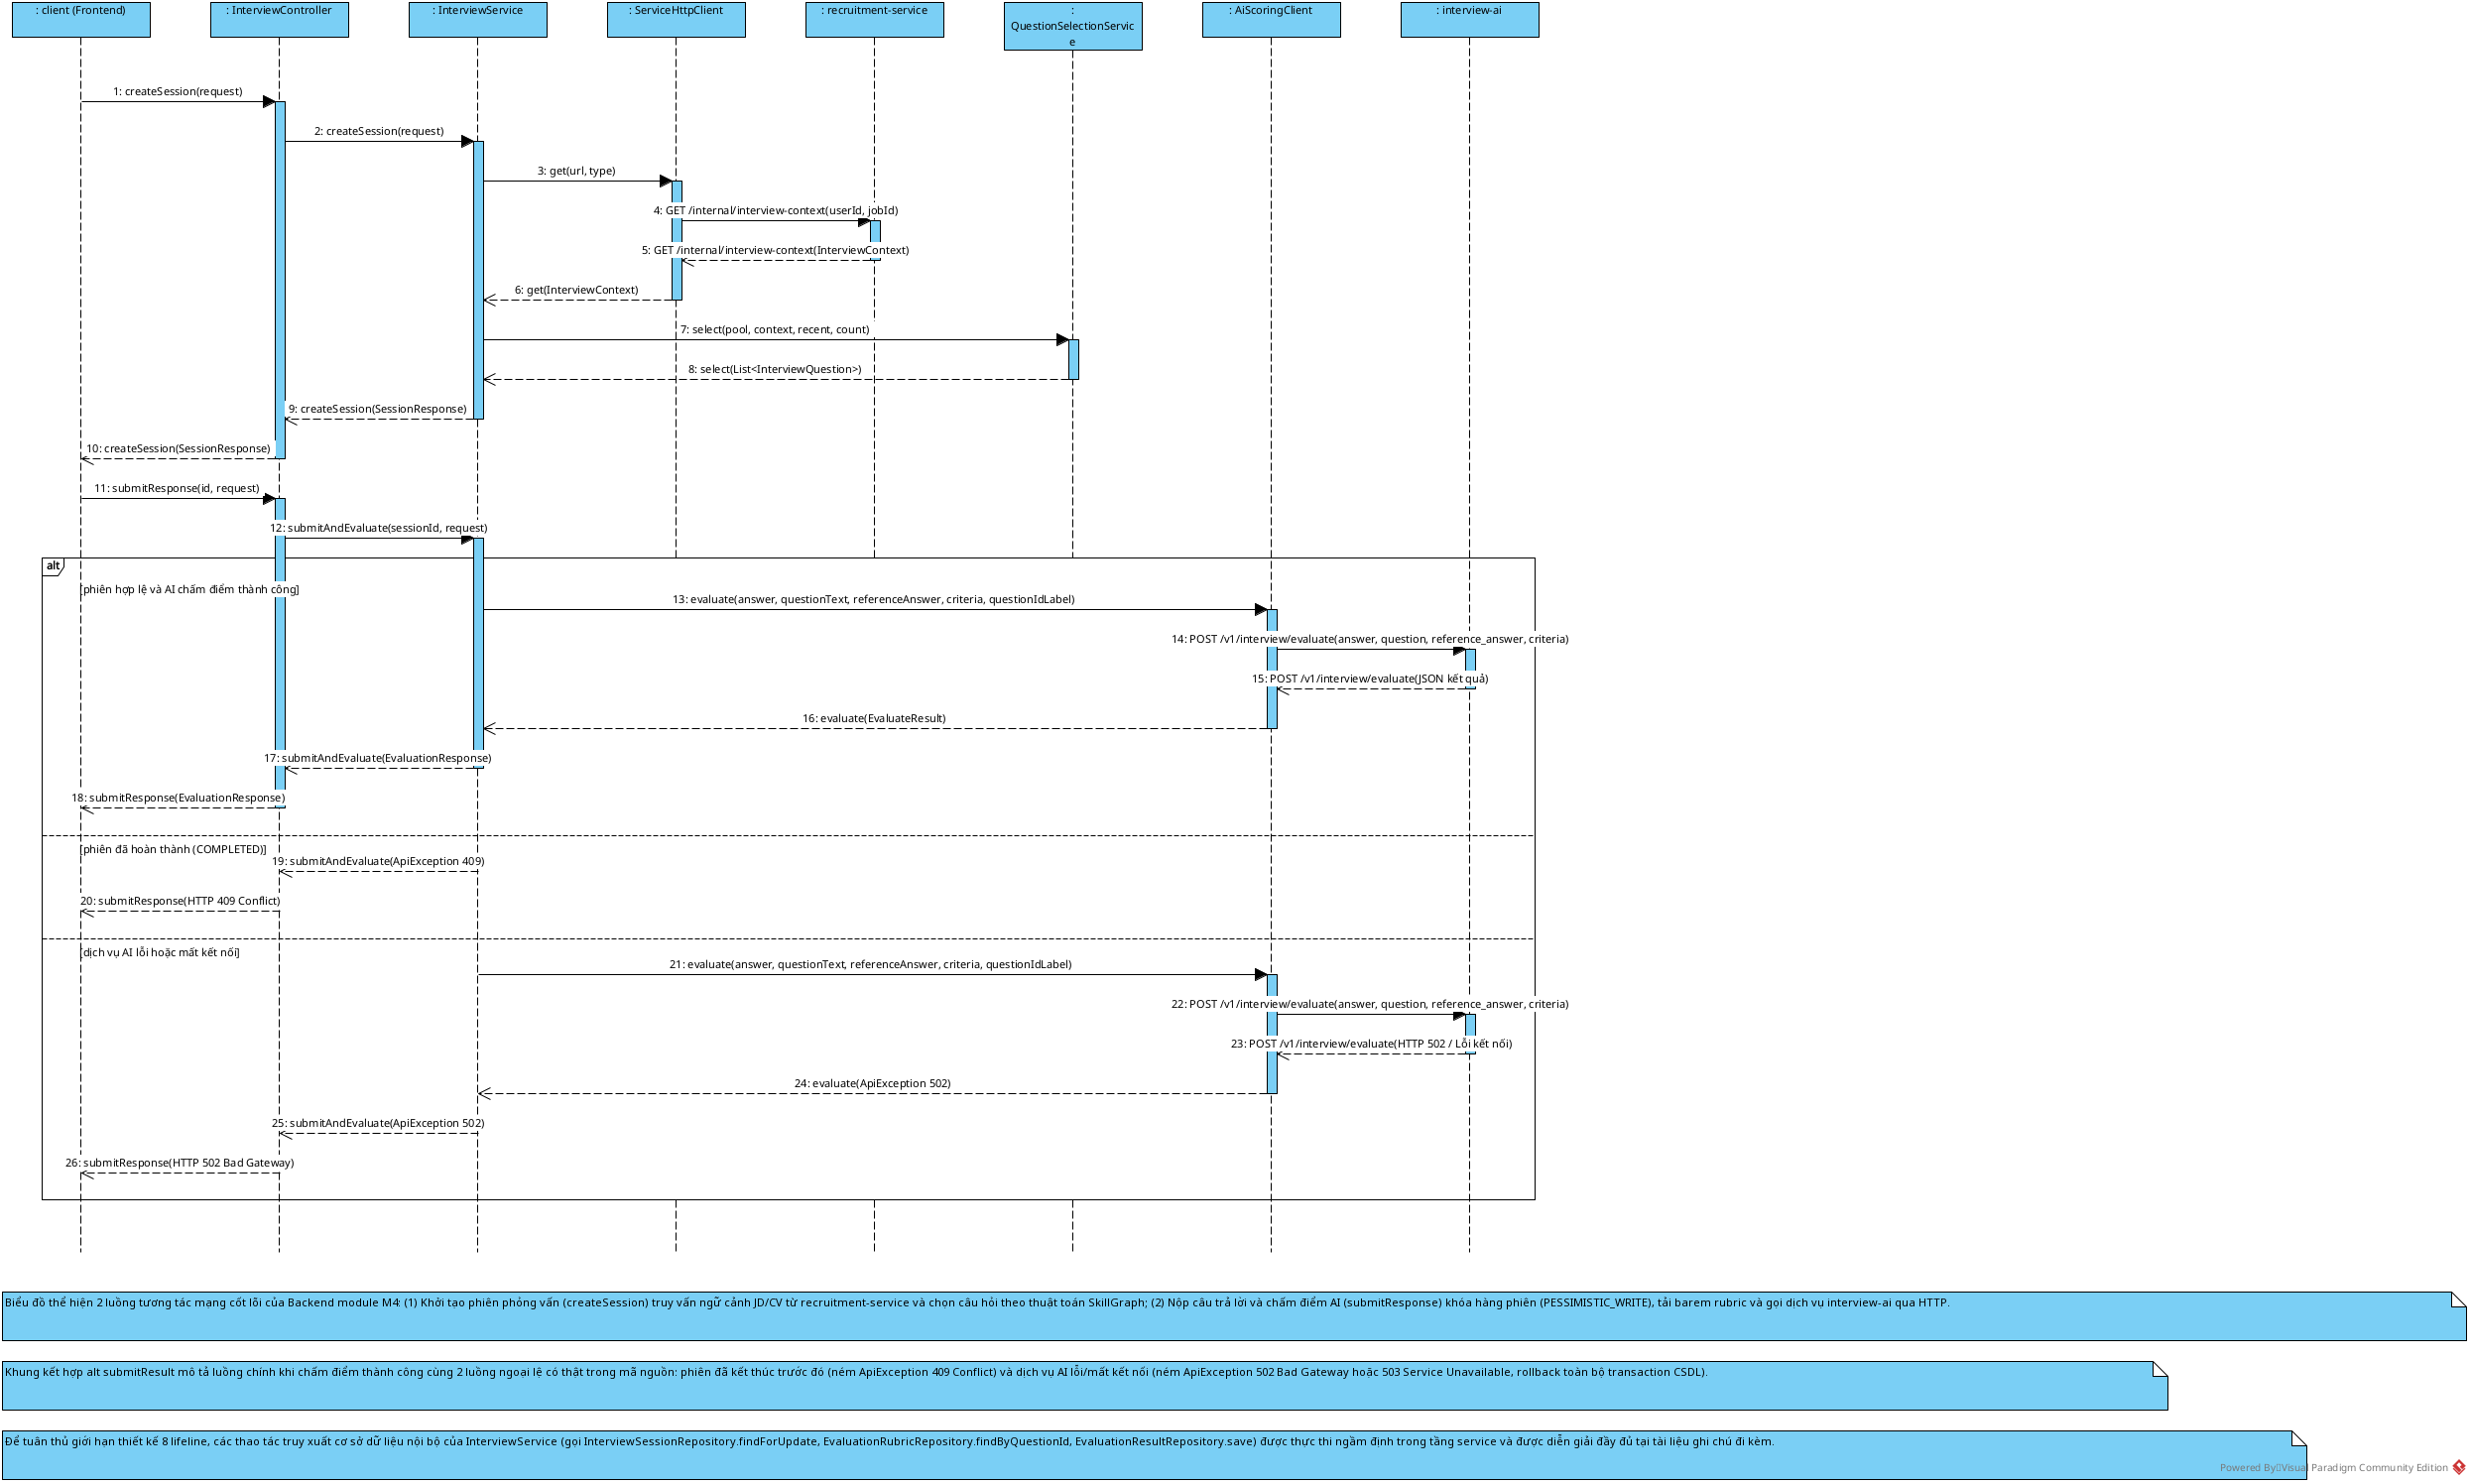 : client (Frontend)
: InterviewController
: InterviewService
: ServiceHttpClient
: recruitment-service
:
QuestionSelectionServic
e
: AiScoringClient
: interview-ai
1: createSession(request)
2: createSession(request)
3: get(url, type)
4: GET /internal/interview-context(userId, jobId)
5: GET /internal/interview-context(InterviewContext)
6: get(InterviewContext)
7: select(pool, context, recent, count)
8: select(List<InterviewQuestion>)
9: createSession(SessionResponse)
10: createSession(SessionResponse)
11: submitResponse(id, request)
12: submitAndEvaluate(sessionId, request)
alt
[phiên hợp lệ và AI chấm điểm thành công]
13: evaluate(answer, questionText, referenceAnswer, criteria, questionIdLabel)
14: POST /v1/interview/evaluate(answer, question, reference_answer, criteria)
15: POST /v1/interview/evaluate(JSON kết quả)
16: evaluate(EvaluateResult)
17: submitAndEvaluate(EvaluationResponse)
18: submitResponse(EvaluationResponse)
[phiên đã hoàn thành (COMPLETED)]
19: submitAndEvaluate(ApiException 409)
20: submitResponse(HTTP 409 Conflict)
[dịch vụ AI lỗi hoặc mất kết nối]
21: evaluate(answer, questionText, referenceAnswer, criteria, questionIdLabel)
22: POST /v1/interview/evaluate(answer, question, reference_answer, criteria)
23: POST /v1/interview/evaluate(HTTP 502 / Lỗi kết nối)
24: evaluate(ApiException 502)
25: submitAndEvaluate(ApiException 502)
26: submitResponse(HTTP 502 Bad Gateway)
Biểu đồ thể hiện 2 luồng tương tác mạng cốt lõi của Backend module M4: (1) Khởi tạo phiên phỏng vấn (createSession) truy vấn ngữ cảnh JD/CV từ recruitment-service và chọn câu hỏi theo thuật toán SkillGraph; (2) Nộp câu trả lời và chấm điểm AI (submitResponse) khóa hàng phiên (PESSIMISTIC_WRITE), tải barem rubric và gọi dịch vụ interview-ai qua HTTP.
Khung kết hợp alt submitResult mô tả luồng chính khi chấm điểm thành công cùng 2 luồng ngoại lệ có thật trong mã nguồn: phiên đã kết thúc trước đó (ném ApiException 409 Conflict) và dịch vụ AI lỗi/mất kết nối (ném ApiException 502 Bad Gateway hoặc 503 Service Unavailable, rollback toàn bộ transaction CSDL).
Để tuân thủ giới hạn thiết kế 8 lifeline, các thao tác truy xuất cơ sở dữ liệu nội bộ của InterviewService (gọi InterviewSessionRepository.findForUpdate, EvaluationRubricRepository.findByQuestionId, EvaluationResultRepository.save) được thực thi ngầm định trong tầng service và được diễn giải đầy đủ tại tài liệu ghi chú đi kèm.
Powered By Visual Paradigm Community Edition